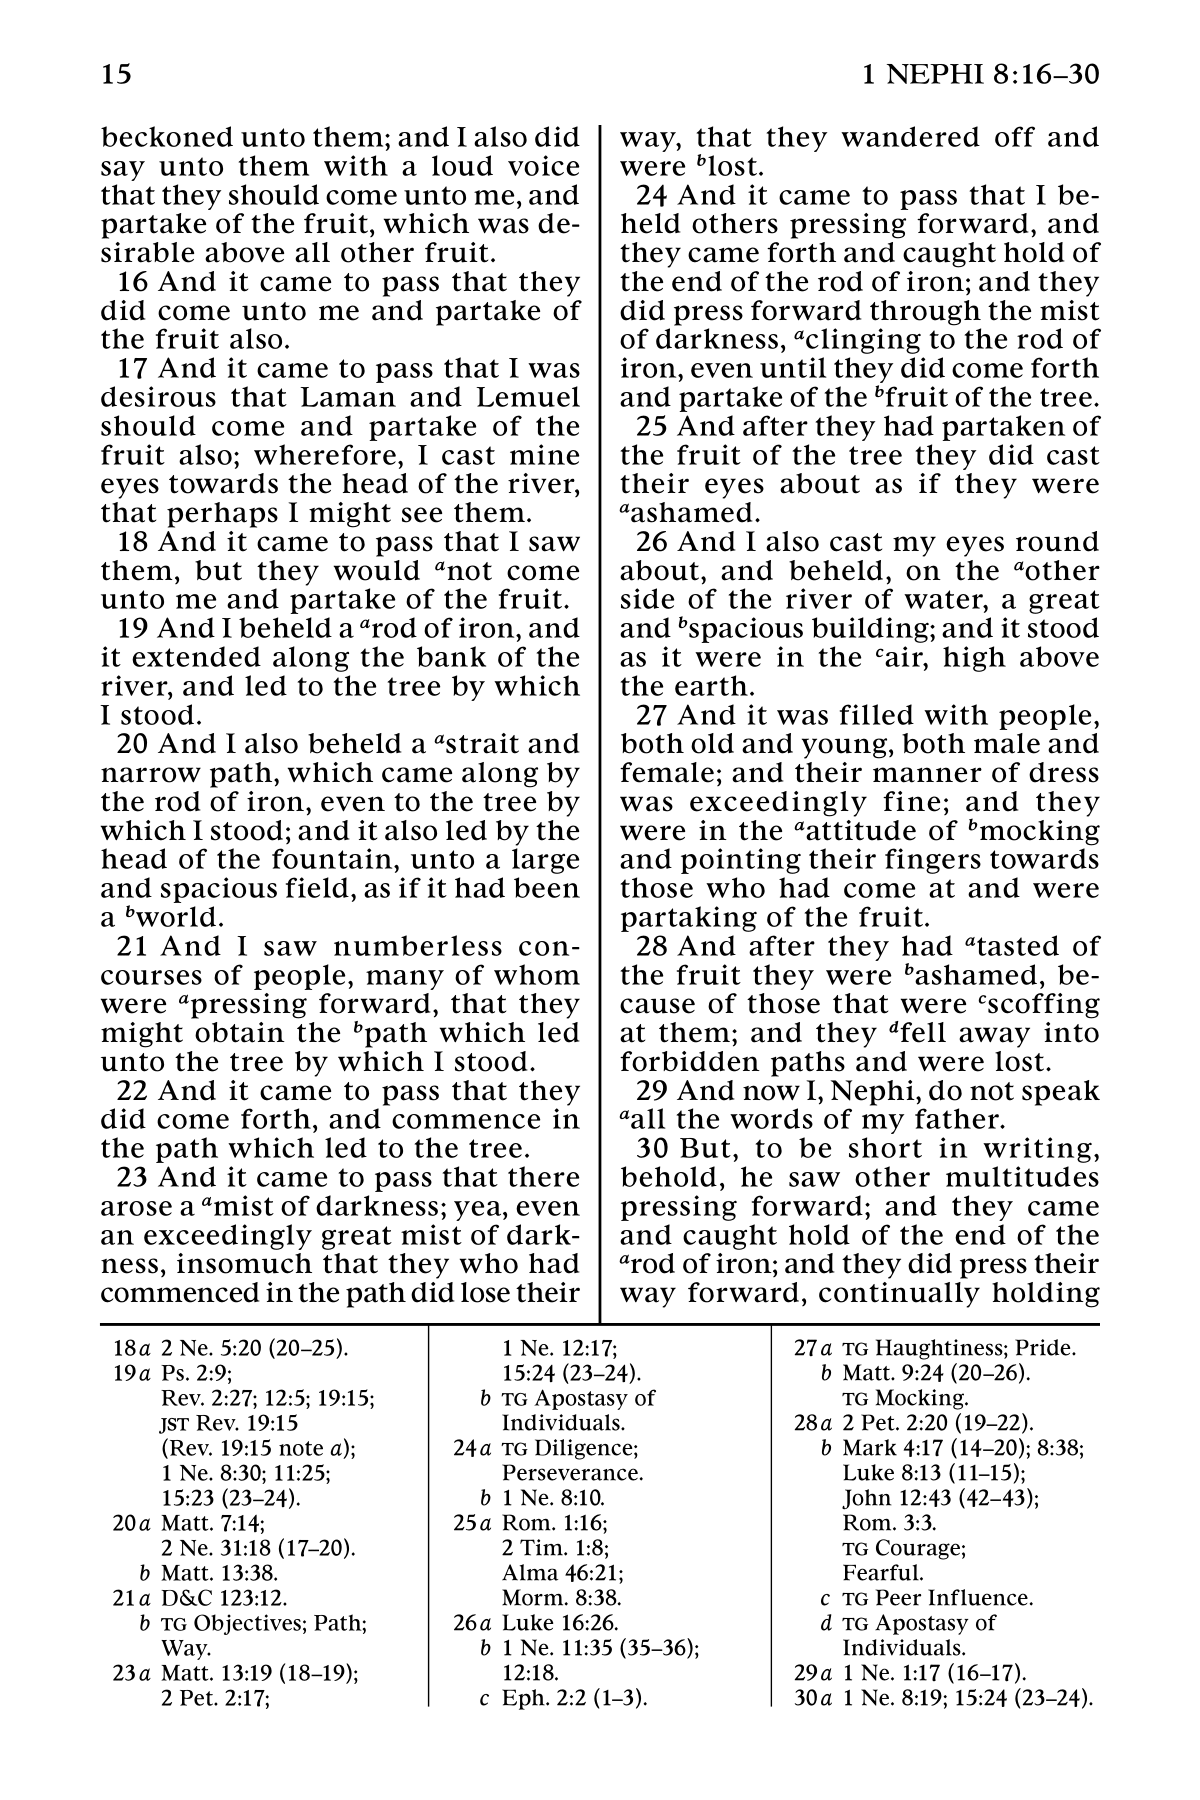 15
1 NEPHI 8:16–30
beckoned unto them; and I also did
say unto them with a loud voice
that they should come unto me, and
partake of the fruit, which was de-
sirable above all other fruit.
16 And it came to pass that they
did come unto me and partake of
the fruit also.
17 And it came to pass that I was
desirous that Laman and Lemuel
should come and partake of the
fruit also; wherefore, I cast mine
eyes towards the head of the river,
that perhaps I might see them.
18 And it came to pass that I saw
them, but they would anot come
unto me and partake of the fruit.
19 And I beheld a arod of iron, and
it extended along the bank of the
river, and led to the tree by which
I stood.
20 And I also beheld a astrait and
narrow path, which came along by
the rod of iron, even to the tree by
which I stood; and it also led by the
head of the fountain, unto a large
and spacious field, as if it had been
a bworld.
21 And I saw numberless con-
courses of people, many of whom
were apressing forward, that they
might obtain the bpath which led
unto the tree by which I stood.
22 And it came to pass that they
did come forth, and commence in
the path which led to the tree.
23 And it came to pass that there
arose a amist of darkness; yea, even
an exceedingly great mist of dark-
ness, insomuch that they who had
commenced in the path did lose their
way, that they wandered off and
were blost.
24 And it came to pass that I be-
held others pressing forward, and
they came forth and caught hold of
the end of the rod of iron; and they
did press forward through the mist
of darkness, aclinging to the rod of
iron, even until they did come forth
and partake of the bfruit of the tree.
25 And after they had partaken of
the fruit of the tree they did cast
their eyes about as if they were
aashamed.
26 And I also cast my eyes round
about, and beheld, on the aother
side of the river of water, a great
and bspacious building; and it stood
as it were in the cair, high above
the earth.
27 And it was filled with people,
both old and young, both male and
female; and their manner of dress
was exceedingly fine; and they
were in the aattitude of bmocking
and pointing their fingers towards
those who had come at and were
partaking of the fruit.
28 And after they had atasted of
the fruit they were bashamed, be-
cause of those that were cscoffing
at them; and they dfell away into
forbidden paths and were lost.
29 And now I, Nephi, do not speak
aall the words of my father.
30 But, to be short in writing,
behold, he saw other multitudes
pressing forward; and they came
and caught hold of the end of the
arod of iron; and they did press their
way forward, continually holding
18a 2 Ne. 5:20 (20–25).
19a Ps. 2:9;
Rev. 2:27; 12:5; 19:15;
JST Rev. 19:15
(Rev. 19:15 note a);
1 Ne. 8:30; 11:25;
15:23 (23–24).
20a Matt. 7:14;
2 Ne. 31:18 (17–20).
b Matt. 13:38.
21a D&C 123:12.
b TG Objectives; Path;
Way.
23a Matt. 13:19 (18–19);
2 Pet. 2:17;
1 Ne. 12:17;
15:24 (23–24).
b TG Apostasy of
Individuals.
24a TG Diligence;
Perseverance.
b 1 Ne. 8:10.
25a Rom. 1:16;
2 Tim. 1:8;
Alma 46:21;
Morm. 8:38.
26a Luke 16:26.
b 1 Ne. 11:35 (35–36);
12:18.
c Eph. 2:2 (1–3).
27a TG Haughtiness; Pride.
b Matt. 9:24 (20–26).
TG Mocking.
28a 2 Pet. 2:20 (19–22).
b Mark 4:17 (14–20); 8:38;
Luke 8:13 (11–15);
John 12:43 (42–43);
Rom. 3:3.
TG Courage;
Fearful.
c TG Peer Influence.
d TG Apostasy of
Individuals.
29a 1 Ne. 1:17 (16–17).
30a 1 Ne. 8:19; 15:24 (23–24).